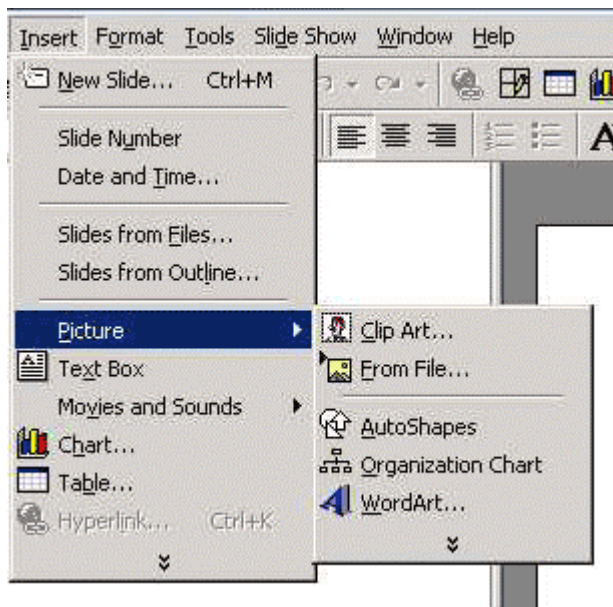 Insert Format Tools Slide Show Window Help
New Slide... Ctrl+M
Slide Number
Date and Time...
Slides from Files...
Slides from Outline...
Picture
Text Box
Movies and Sounds
Chart...
Table...
Hyperlink... Ctrl+K
Clip Art...
From File...
AutoShapes
Organization Chart
WordArt...
A